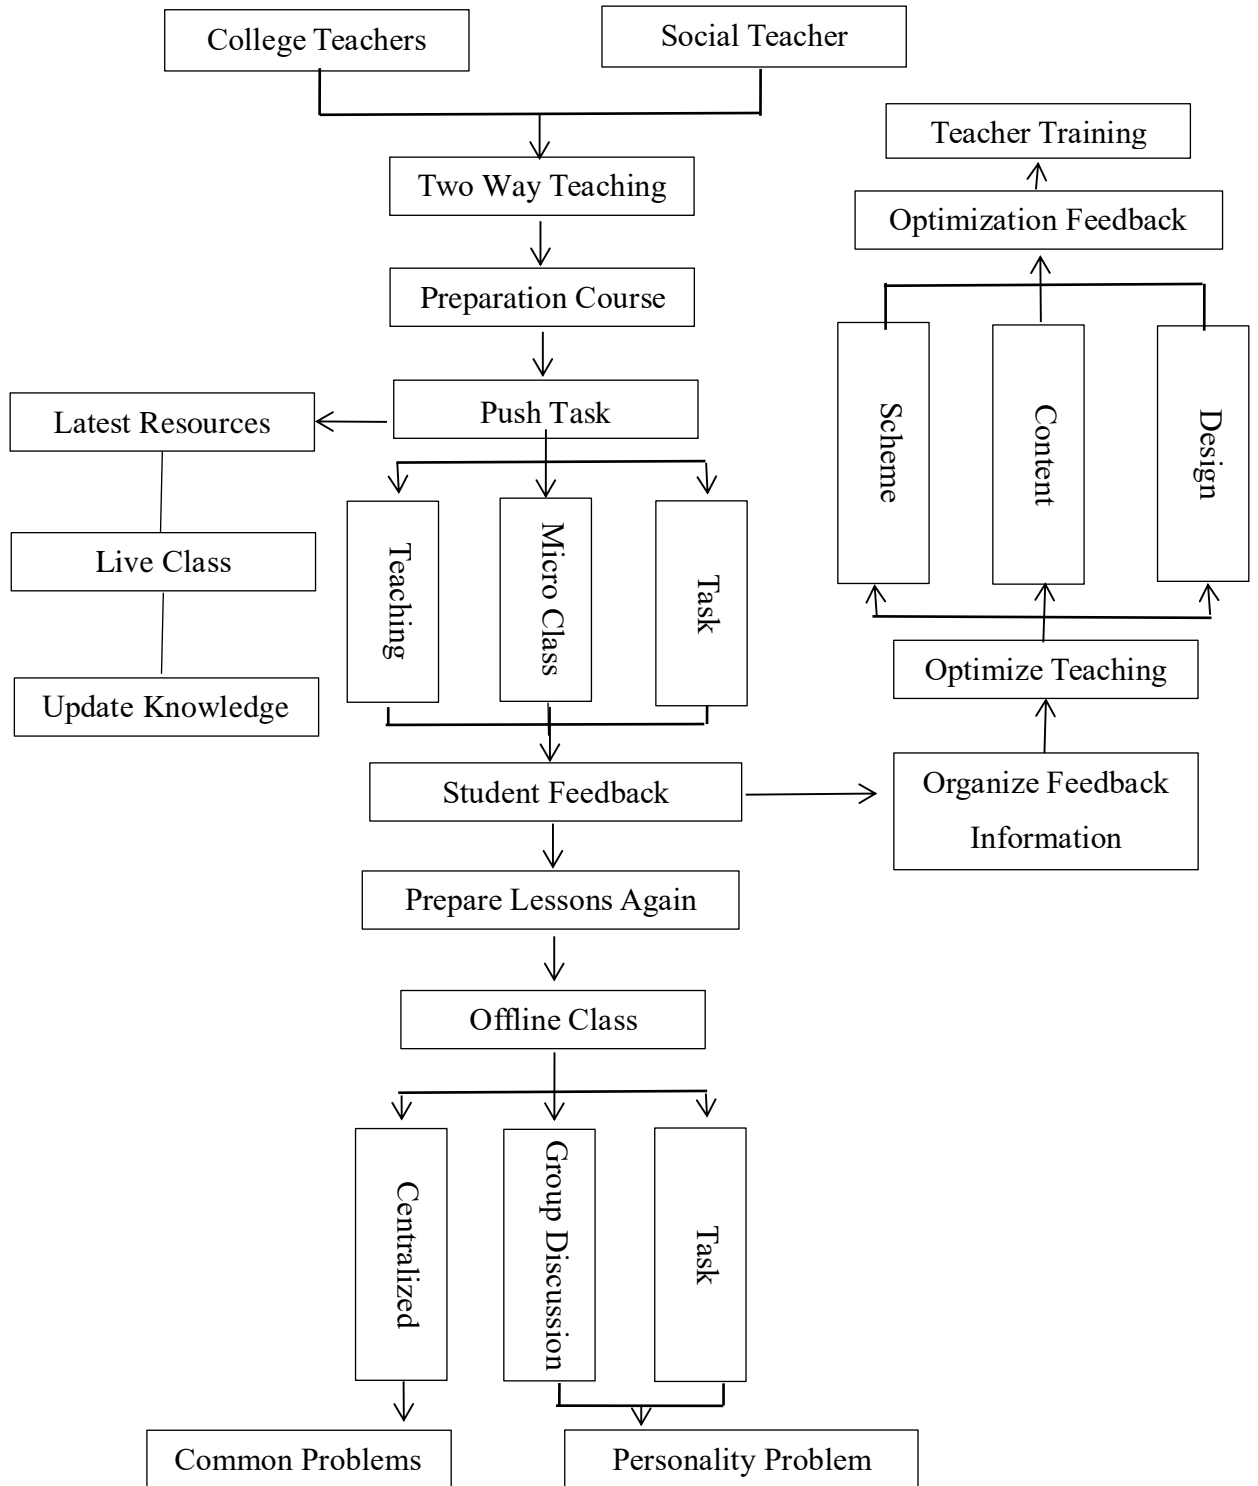 College Teachers
Social Teacher
Two Way Teaching
Preparation Course
Push Task
Latest Resources
Live Class
Update Knowledge
Teaching
Micro Class
Task
Student Feedback
Prepare Lessons Again
Offline Class
Centralized
Group Discussion
Task
Common Problems
Personality Problem
Teacher Training
Optimization Feedback
Scheme
Content
Design
Optimize Teaching
Organize Feedback
Information